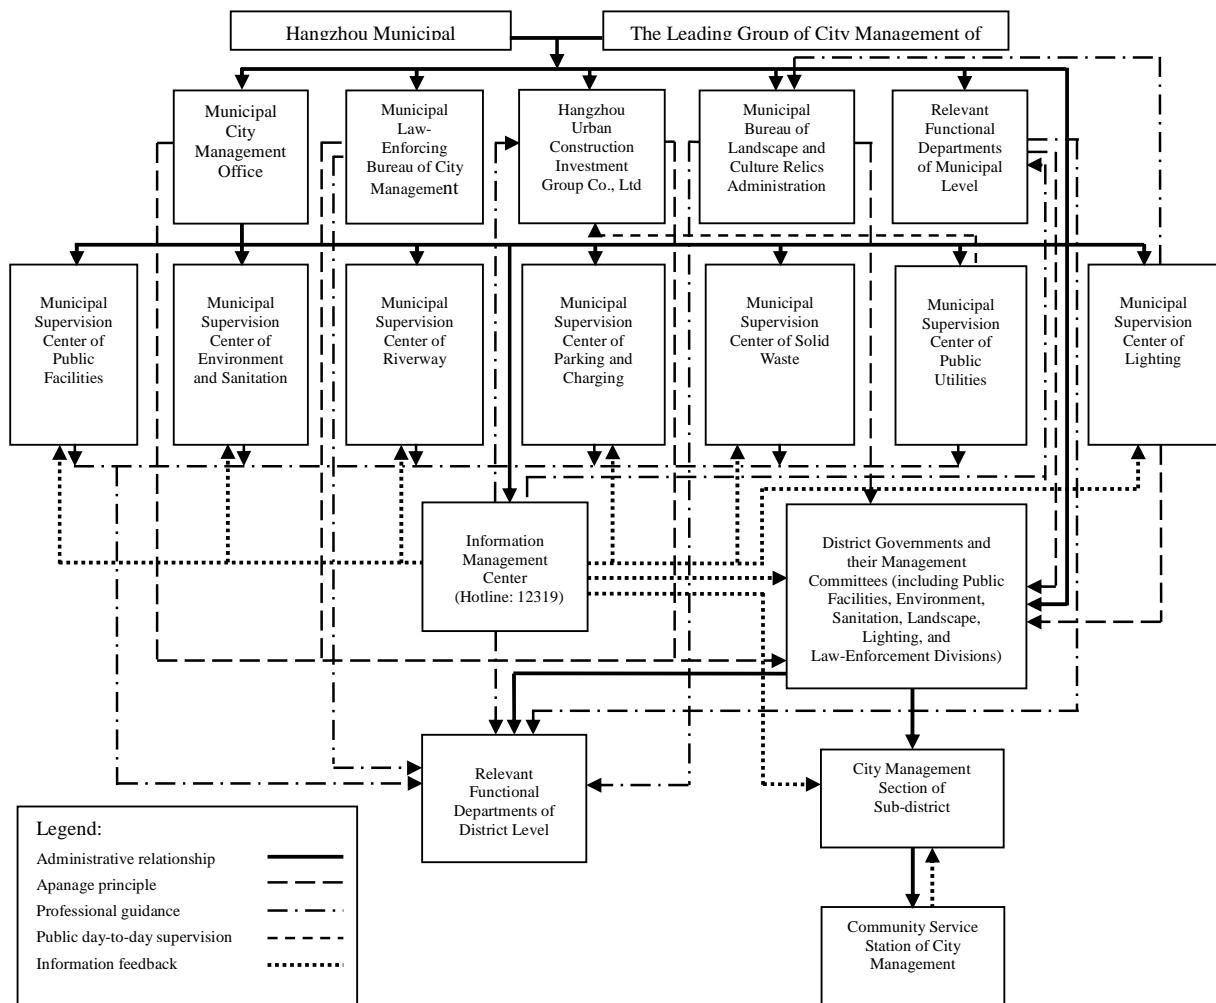 Hangzhou Municipal
The Leading Group of City Management of
Municipal
City
Management
Office
Municipal
Law-
Enforcing
Bureau of City
Management
Hangzhou
Urban
Construction
Investment
Group Co., Ltd
Municipal
Bureau of
Landscape and
Culture Relics
Administration
Relevant
Functional
Departments
of Municipal
Level
Municipal
Supervision
Center of
Public
Facilities
Municipal
Supervision
Center of
Environment
and Sanitation
Municipal
Supervision
Center of
Riverway
Municipal
Supervision
Center of
Parking and
Charging
Municipal
Supervision
Center of Solid
Waste
Municipal
Supervision
Center of
Public
Utilities
Municipal
Supervision
Center of
Lighting
Information
Management
Center
(Hotline: 12319)
District Governments and
their Management
Committees (including Public
Facilities, Environment,
Sanitation, Landscape,
Lighting, and
Law-Enforcement Divisions)
Relevant
Functional
Departments of
District Level
City Management
Section of
Sub-district
Community Service
Station of City
Management
Legend:
Administrative relationship
Apanage principle
Professional guidance
Public day-to-day supervision
Information feedback